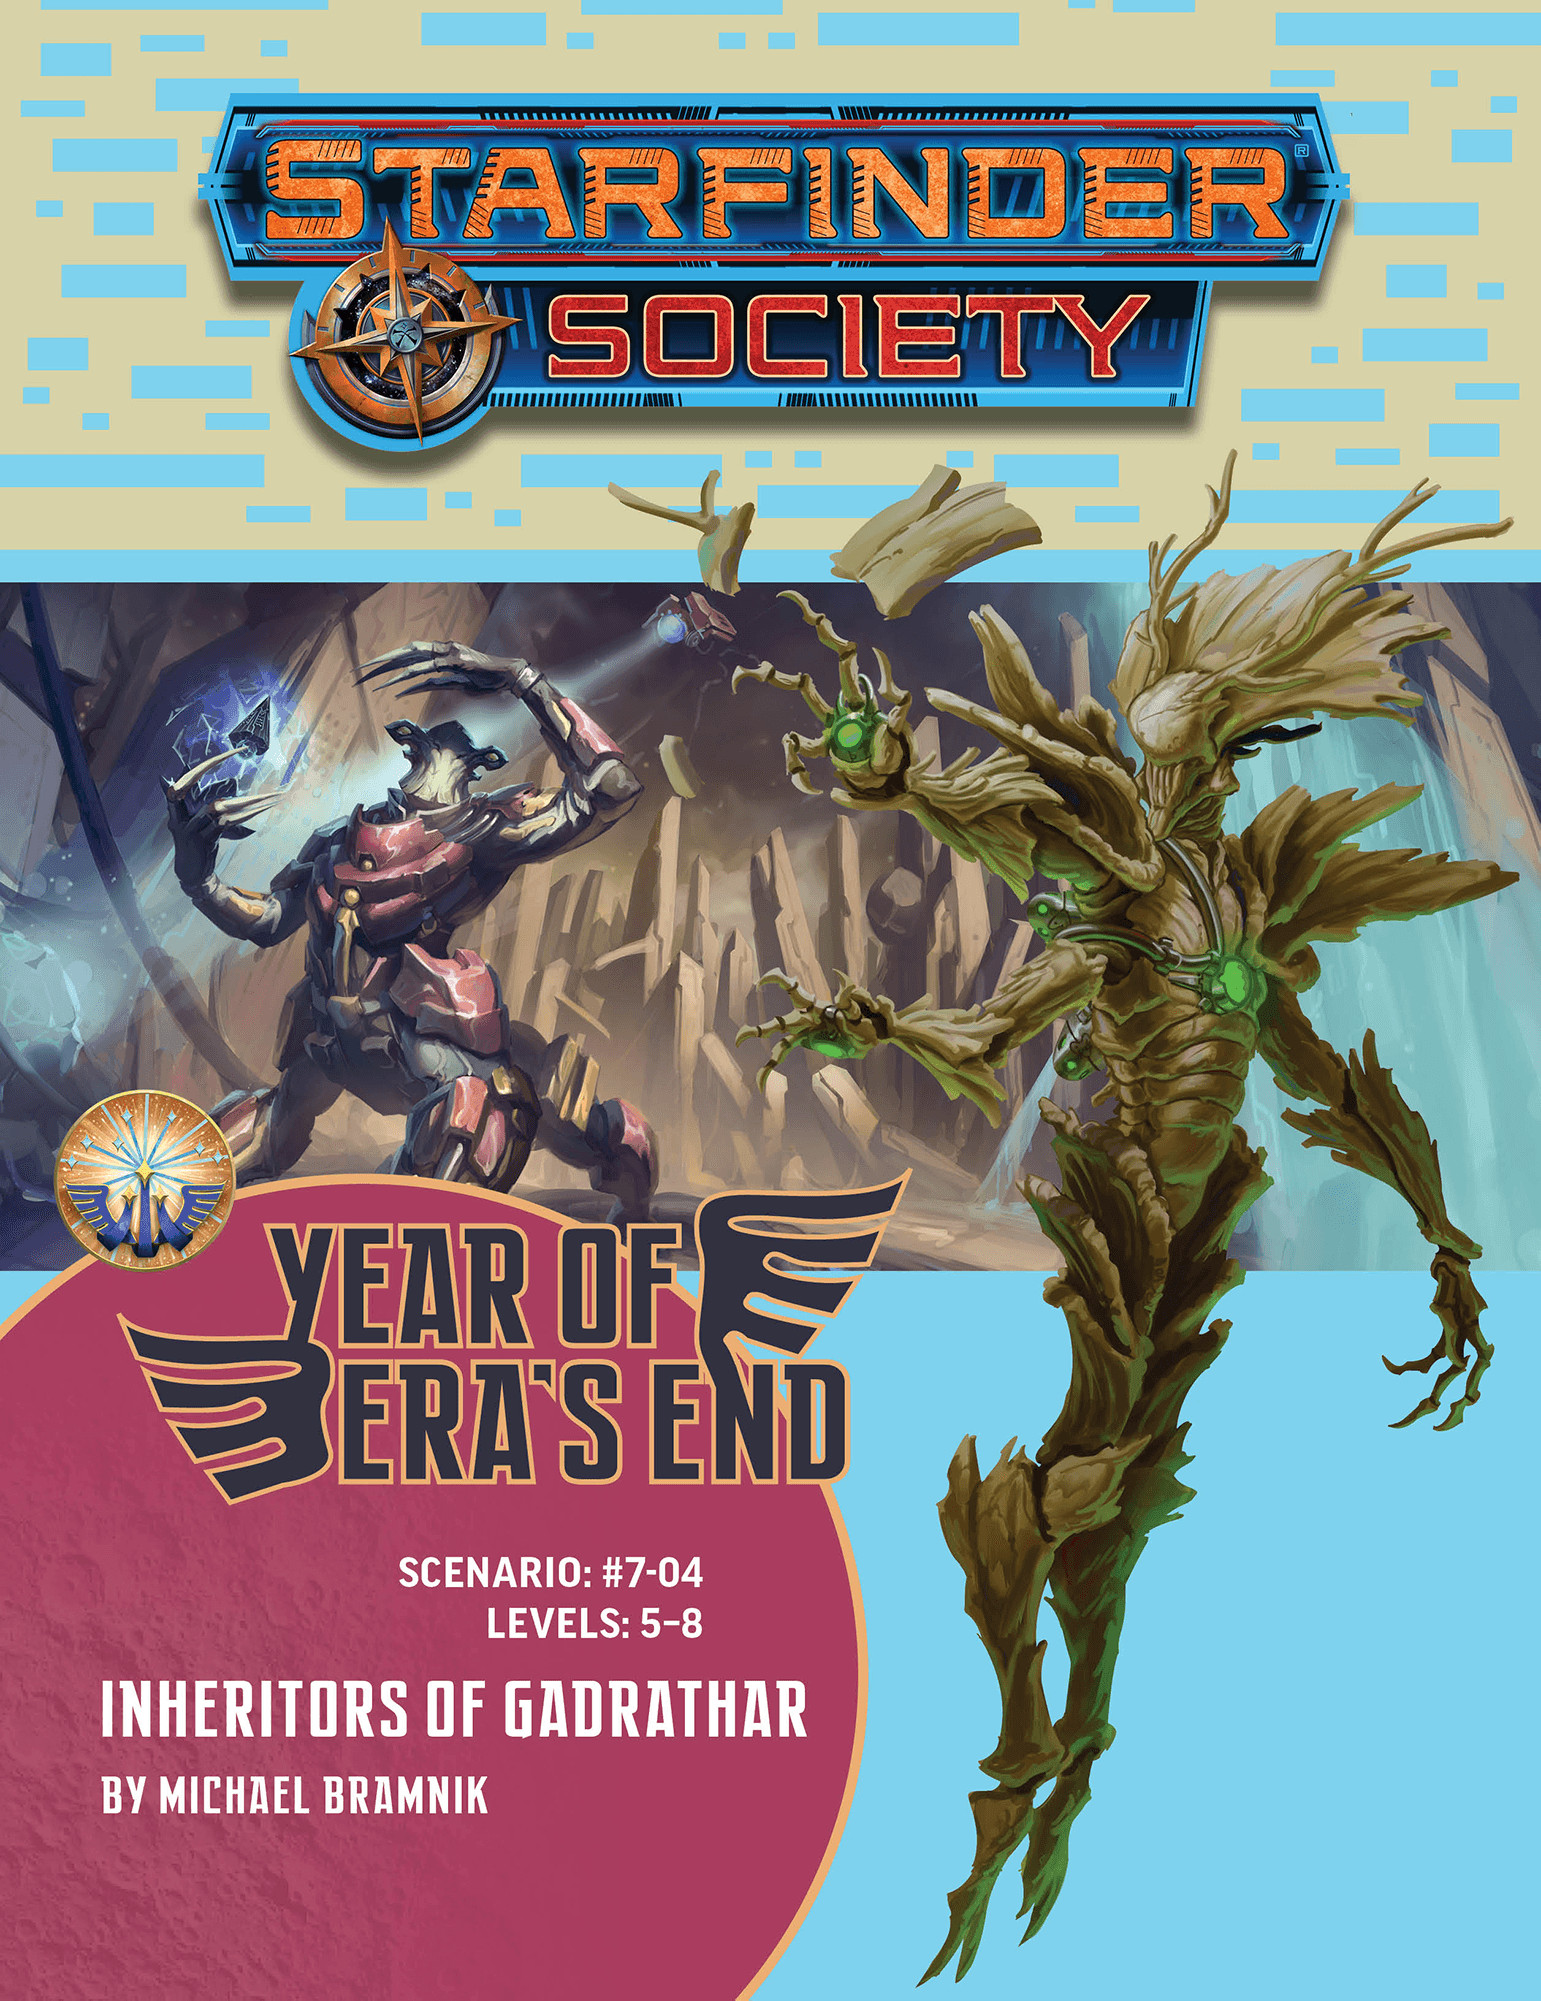 STARFINDER®
SOCIETY
YEAR OF
ERA'S END
SCENARIO: #7-04
LEVELS: 5–8
INHERITORS OF GADRATHAR
BY MICHAEL BRAMNIK